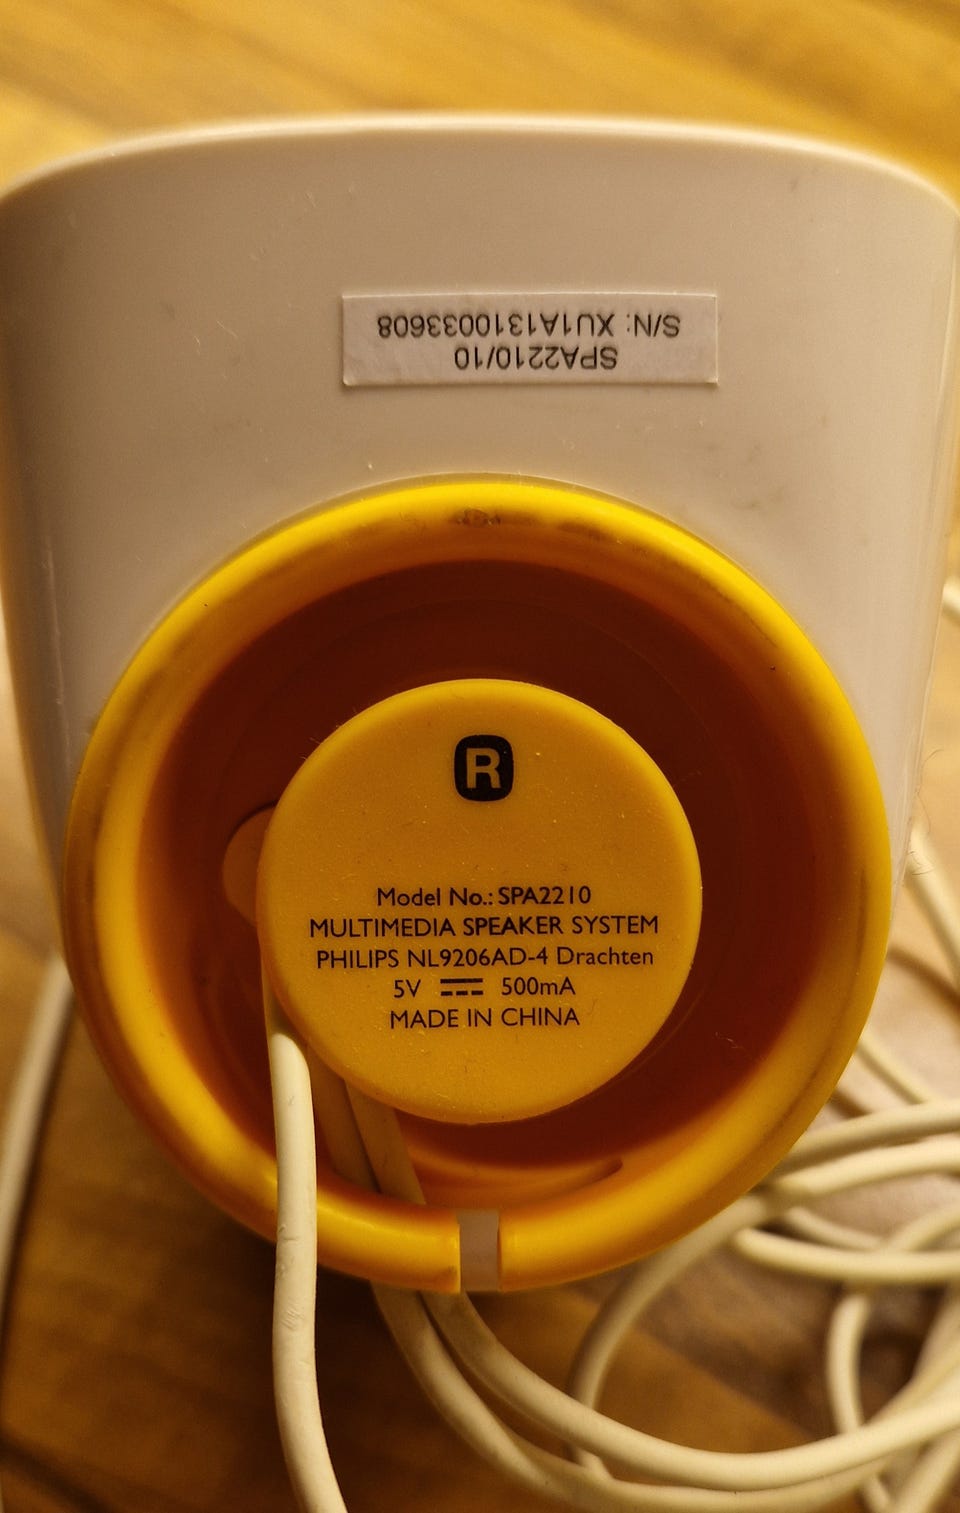 SPA2210/10
S/N: XU1A1310033608
R
Model No.: SPA2210
MULTIMEDIA SPEAKER SYSTEM
PHILIPS NL9206AD-4 Drachten
5V ⎓ 500mA
MADE IN CHINA